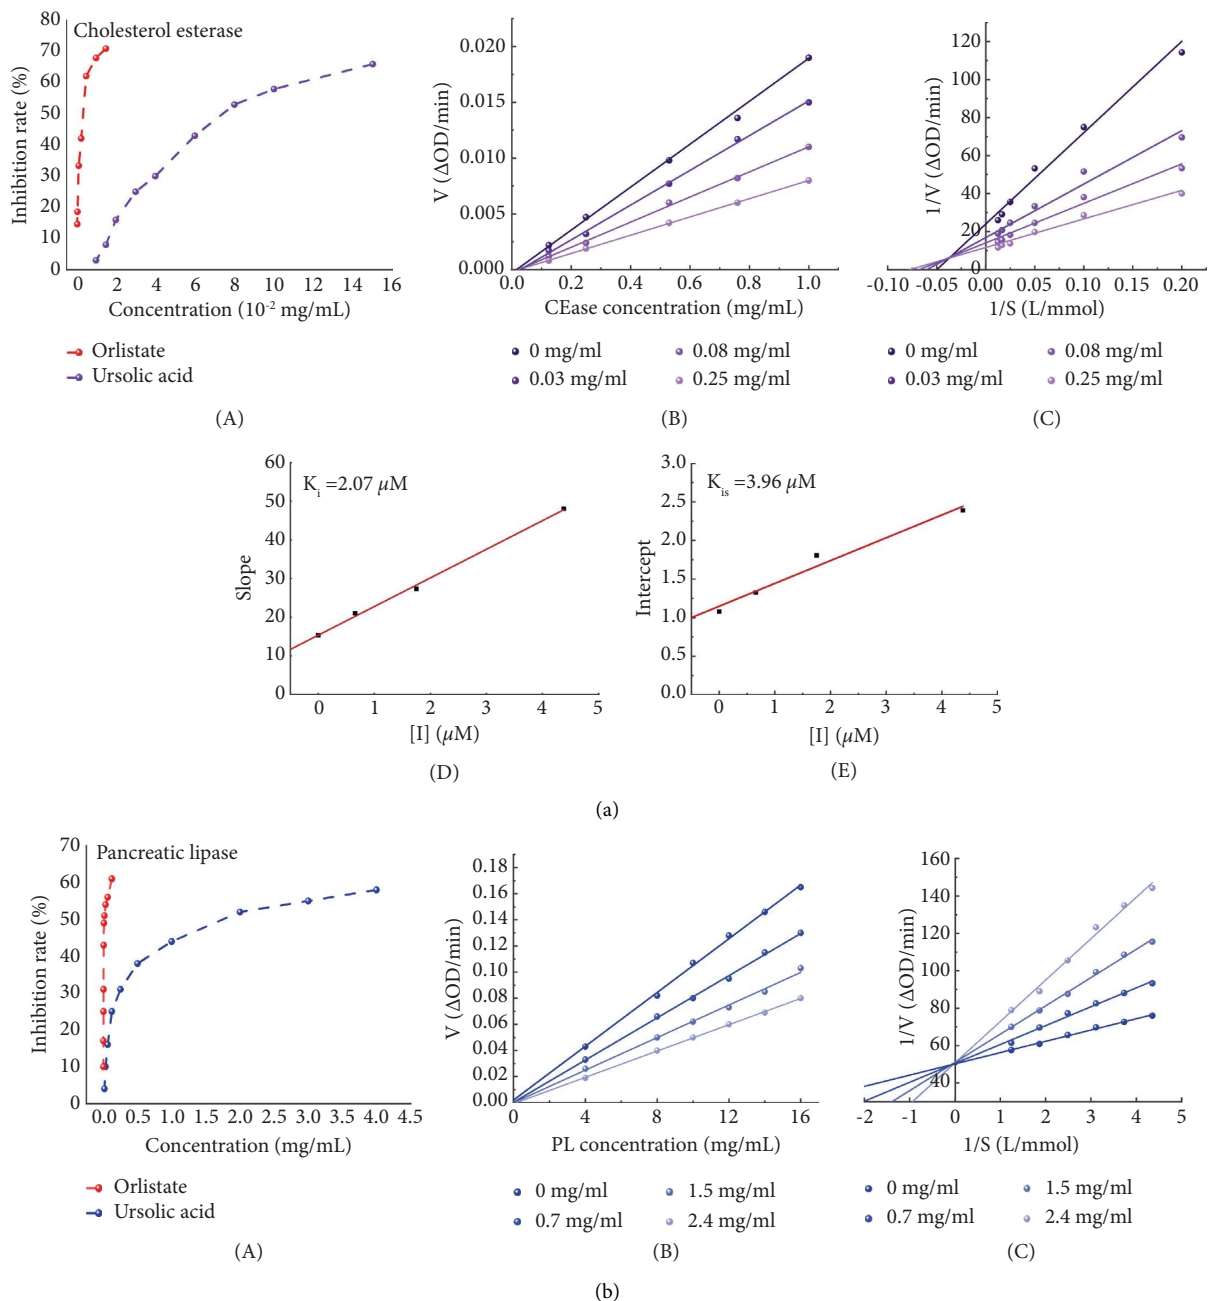 Cholesterol esterase
Inhibition rate (%)
80
70
60
50
40
30
20
10
0
0 2 4 6 8 10 12 14 16
Concentration (10-2 mg/mL)
Orlistate
Ursolic acid
(A)
V (ΔOD/min)
0.020
0.015
0.010
0.005
0.000
0.0 0.2 0.4 0.6 0.8 1.0
CEase concentration (mg/mL)
0 mg/ml 0.08 mg/ml
0.03 mg/ml 0.25 mg/ml
(B)
1/V (ΔOD/min)
120
100
80
60
40
20
0
-0.10 -0.05 0.00 0.05 0.10 0.15 0.20
1/S (L/mmol)
0 mg/ml 0.08 mg/ml
0.03 mg/ml 0.25 mg/ml
(C)
Ki =2.07 μM
Slope
60
50
40
30
20
10
0
0 1 2 3 4 5
[I] (μM)
(D)
Kis =3.96 μM
Intercept
3.0
2.5
2.0
1.5
1.0
0.5
0.0
0 1 2 3 4 5
[I] (μM)
(E)
(a)
Pancreatic lipase
Inhibition rate (%)
70
60
50
40
30
20
10
0
0.0 0.5 1.0 2.0 3.0 4.0 4.5
Concentration (mg/mL)
Orlistate
Ursolic acid
(A)
V (ΔOD/min)
0.18
0.16
0.14
0.12
0.10
0.08
0.06
0.04
0.02
0.00
0 4 8 10 12 14 16
PL concentration (mg/mL)
0 mg/ml 1.5 mg/ml
0.7 mg/ml 2.4 mg/ml
(B)
1/V (ΔOD/min)
160
140
120
100
80
60
40
-2 -1 0 1 2 3 4 5
1/S (L/mmol)
0 mg/ml 1.5 mg/ml
0.7 mg/ml 2.4 mg/ml
(C)
(b)